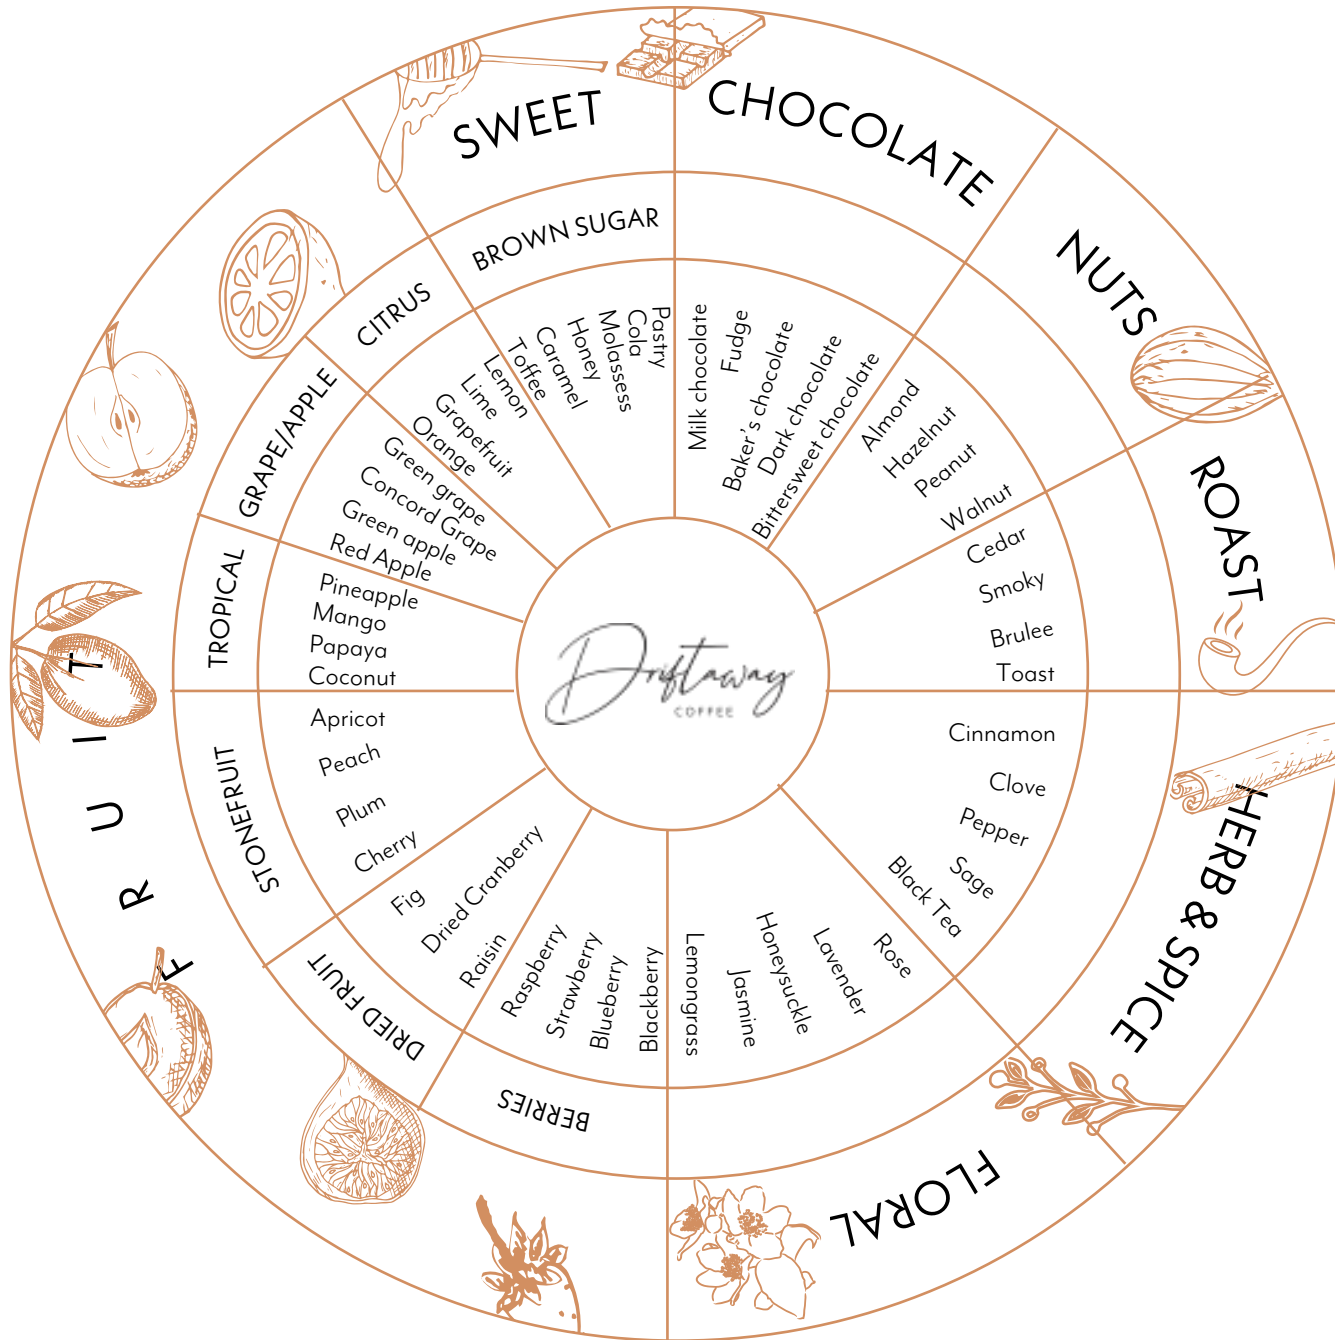 SWEET
CHOCOLATE
NUTS
ROAST
HERB & SPICE
FLORAL
FRUIT
BROWN SUGAR
CITRUS
GRAPE/APPLE
TROPICAL
STONEFRUIT
DRIED FRUIT
BERRIES
Toffee
Caramel
Honey
Molassess
Cola
Pastry
Milk chocolate
Fudge
Baker's chocolate
Dark chocolate
Bittersweet chocolate
Almond
Hazelnut
Peanut
Walnut
Cedar
Smoky
Brulee
Toast
Cinnamon
Clove
Pepper
Sage
Black Tea
Rose
Lavender
Honeysuckle
Jasmine
Lemongrass
Blackberry
Blueberry
Strawberry
Raspberry
Raisin
Dried Cranberry
Fig
Cherry
Plum
Peach
Apricot
Coconut
Papaya
Mango
Pineapple
Red Apple
Green apple
Concord Grape
Green grape
Orange
Grapefruit
Lime
Lemon
Driftaway
COFFEE